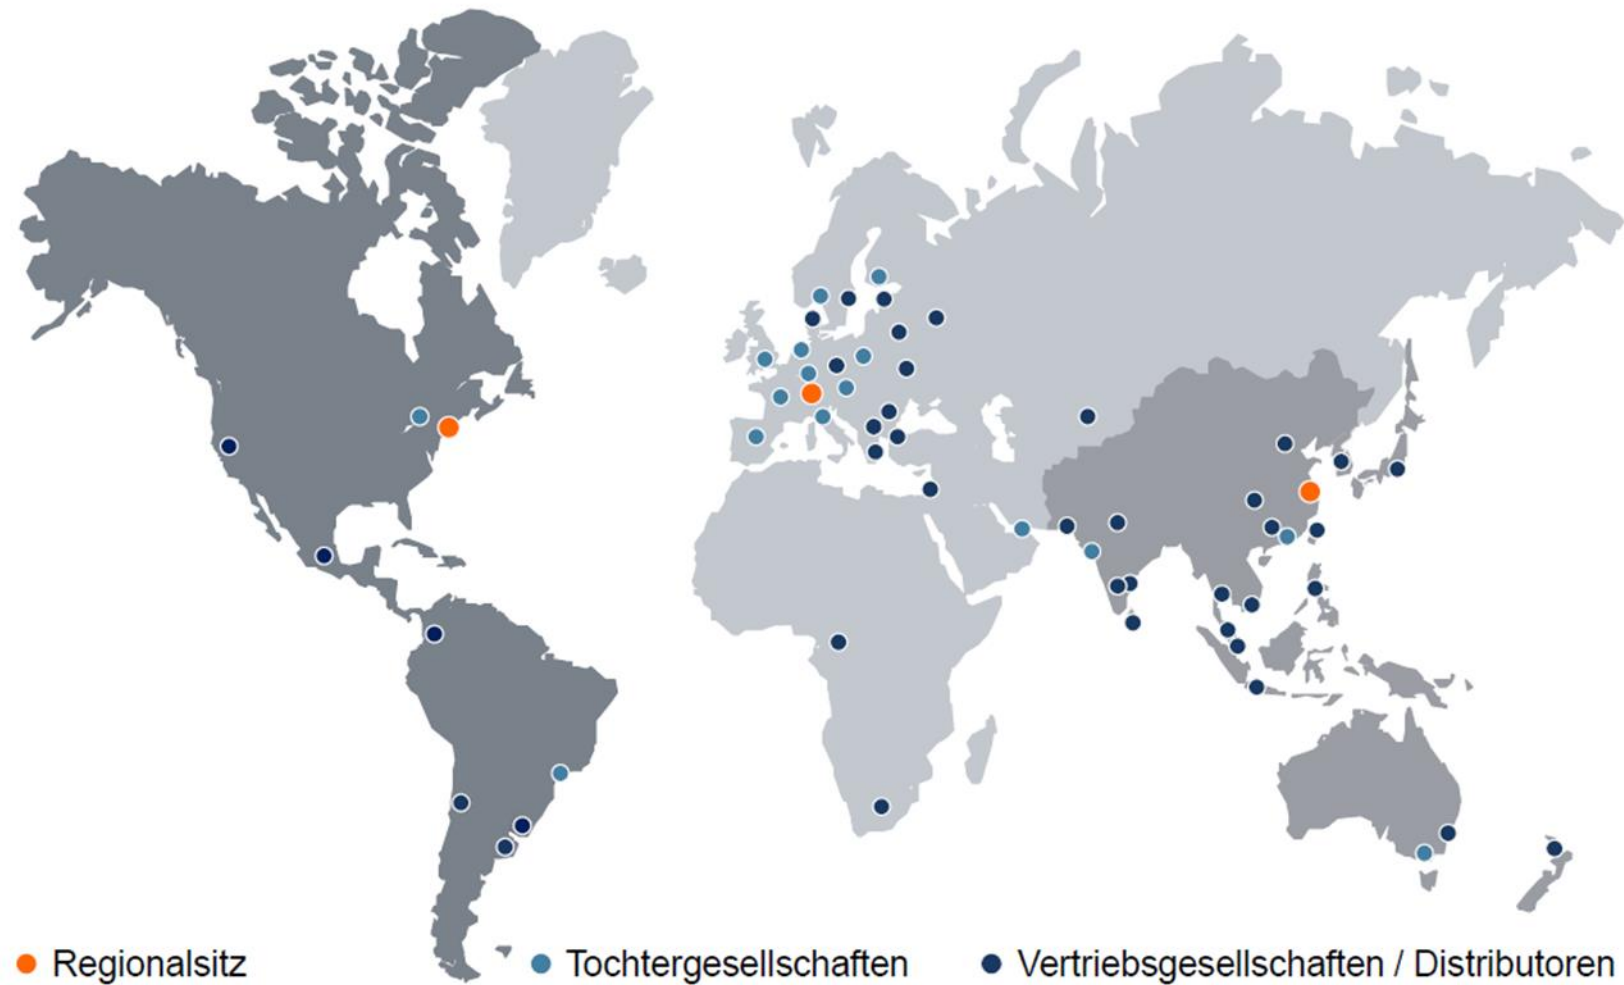 Regionalsitz
Tochtergesellschaften
Vertriebsgesellschaften / Distributoren